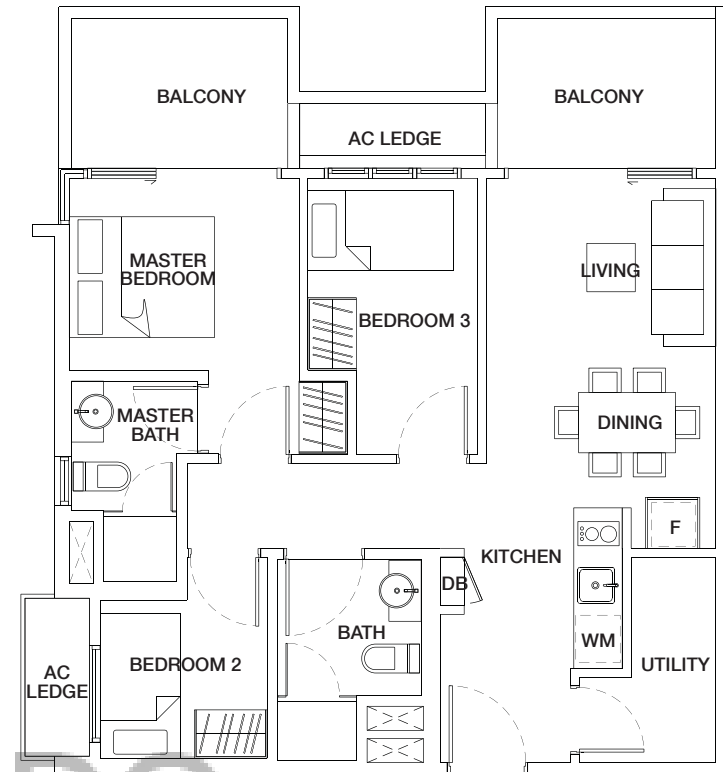 BALCONY
BALCONY
AC LEDGE
MASTER
BEDROOM
LIVING
BEDROOM 3
MASTER
BATH
DINING
F
KITCHEN
DB
BATH
WM
UTILITY
BEDROOM 2
AC
LEDGE